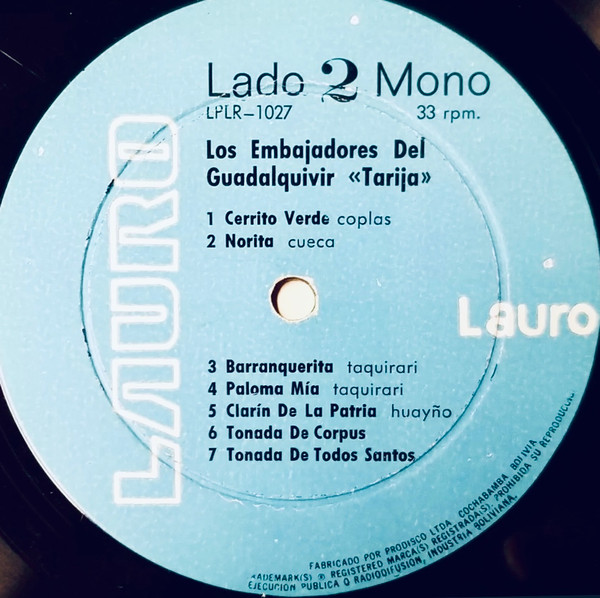 Lado 2 Mono
LPLR-1027 33 rpm.
Los Embajadores Del
Guadalquivir «Tarija»
1 Cerrito Verde coplas
2 Norita cueca
LAURO
Lauro
3 Barranquerita taquirari
4 Paloma Mía taquirari
5 Clarín De La Patria huayño
6 Tonada De Corpus
7 Tonada De Todos Santos
FABRICADO POR PRODISCO LTDA. COCHABAMBA BOLIVIA
TRADEMARK(S) ® REGISTERED MARCA(S) REGISTRADA(S) PROHIBIDA SU REPRODUCCION
EJECUCION PUBLICA O RADIODIFUSION, INDUSTRIA BOLIVIANA.